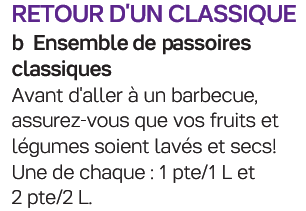 RETOUR D'UN CLASSIQUE
b Ensemble de passoires
classiques
Avant d'aller à un barbecue,
assurez-vous que vos fruits et
légumes soient lavés et secs!
Une de chaque : 1 pte/1 L et
2 pte/2 L.